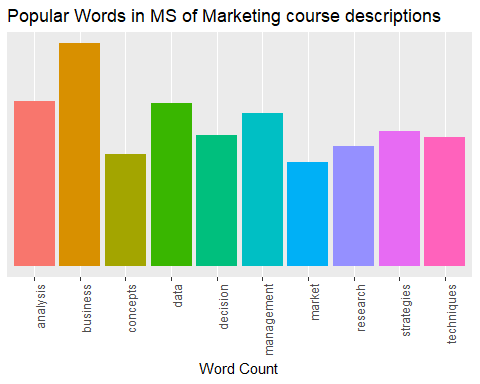 Popular Words in MS of Marketing course descriptions
analysis
business
concepts
data
decision
management
market
research
strategies
techniques
Word Count